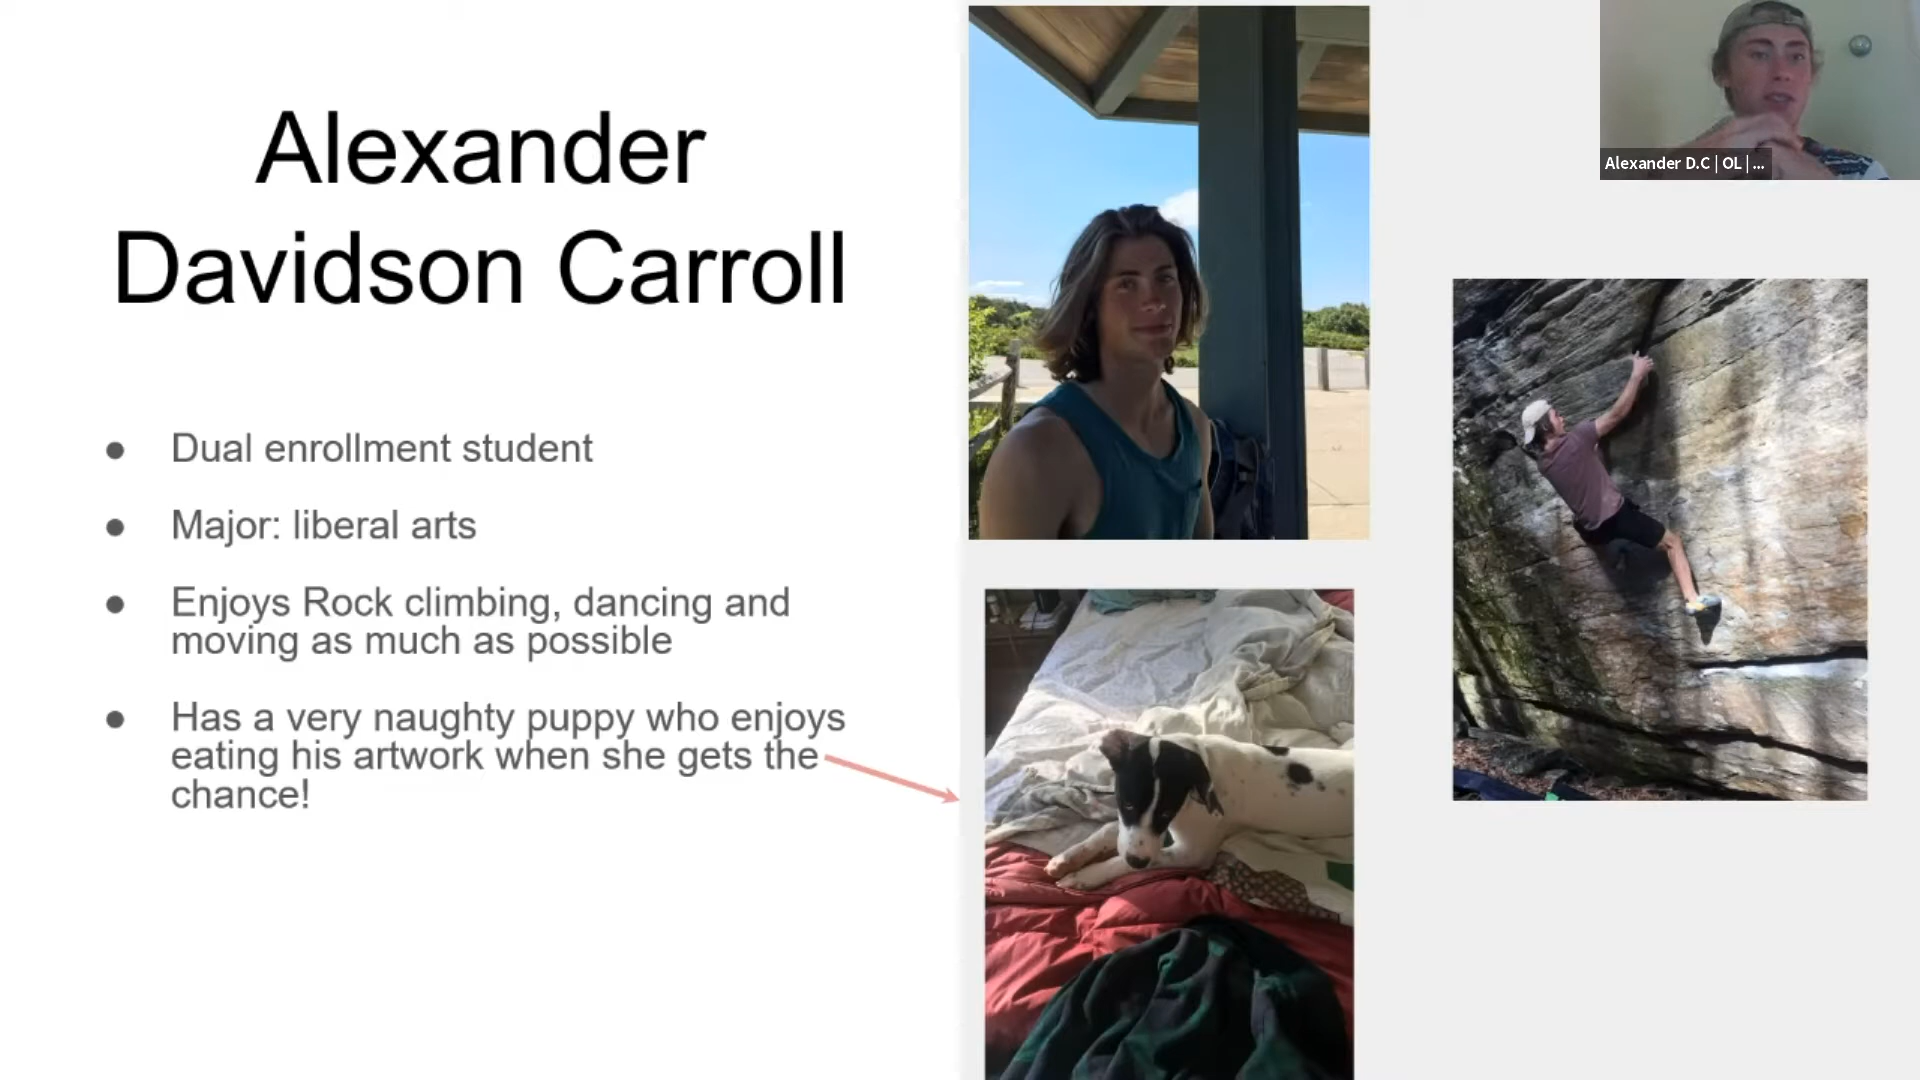 Alexander
Davidson Carroll
● Dual enrollment student
● Major: liberal arts
● Enjoys Rock climbing, dancing and
moving as much as possible
● Has a very naughty puppy who enjoys
eating his artwork when she gets the
chance!
Alexander D.C | OL | ...